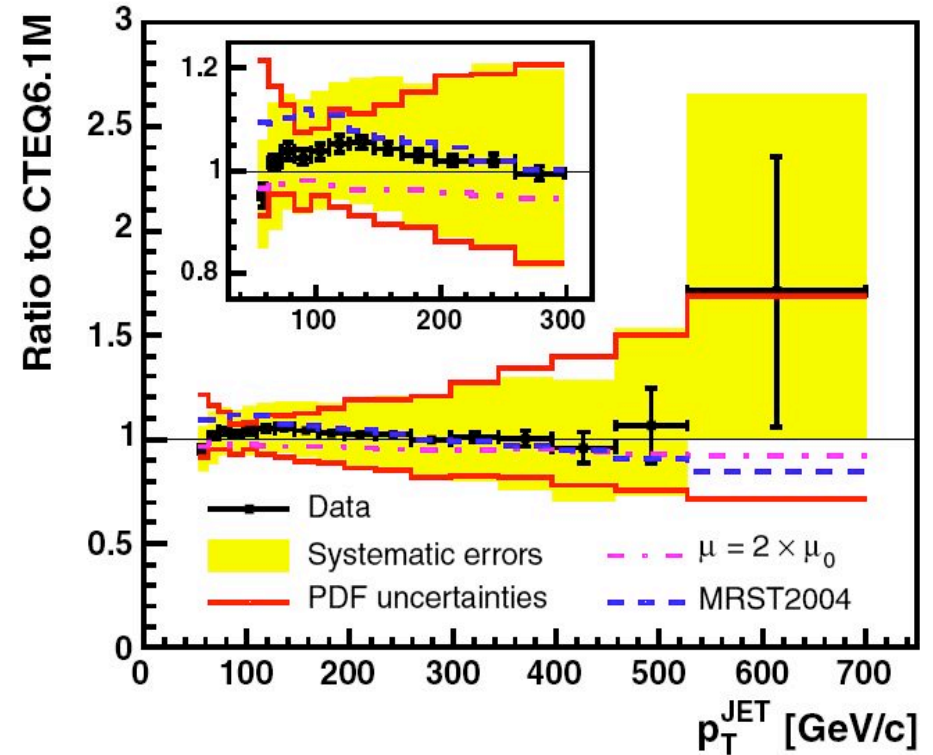 Ratio to CTEQ6.1M
3
2.5
2
1.5
1
0.5
0
1.2
1
0.8
100 200 300
Data
Systematic errors
PDF uncertainties
μ = 2 × μ₀
MRST2004
0 100 200 300 400 500 600 700
p_T^JET [GeV/c]